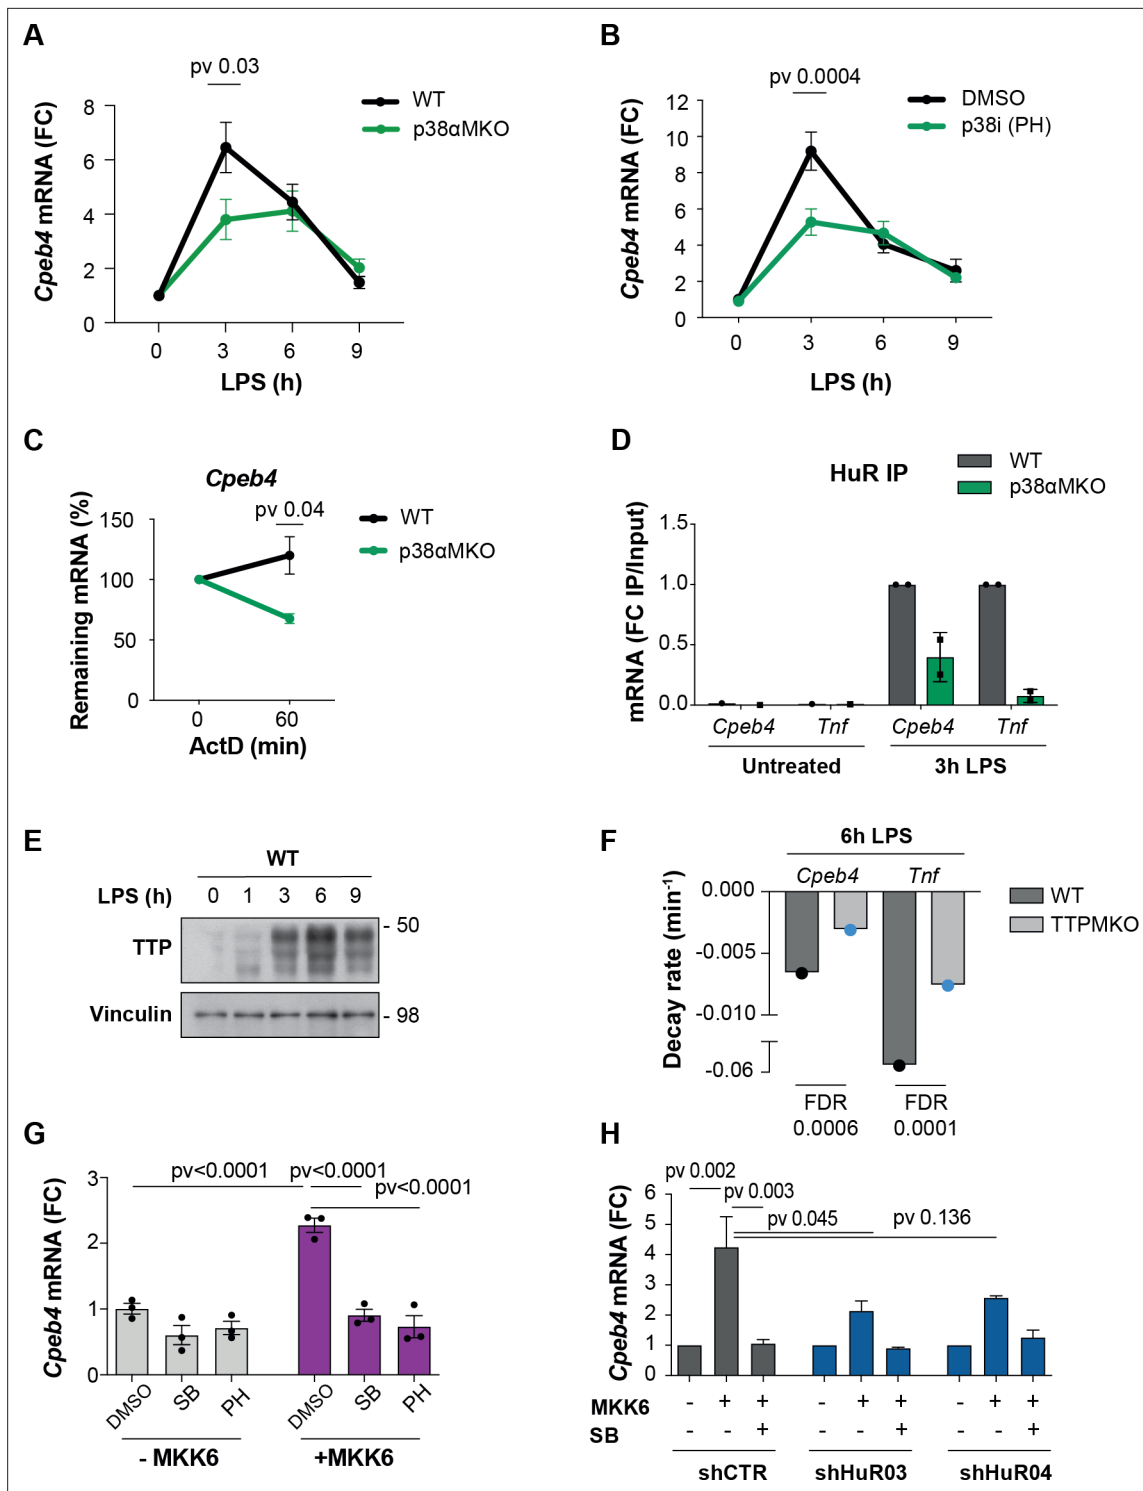 A
pv 0.03
WT
p38αMKO
Cpeb4 mRNA (FC)
8
6
4
2
0
0 3 6 9
LPS (h)
B
pv 0.0004
DMSO
p38i (PH)
Cpeb4 mRNA (FC)
12
10
8
6
4
2
0
0 3 6 9
LPS (h)
C
Cpeb4
pv 0.04
WT
p38αMKO
Remaining mRNA (%)
150
100
50
0
0 60
ActD (min)
D
HuR IP
WT
p38αMKO
mRNA (FC IP/Input)
1.5
1.0
0.5
0.0
Cpeb4 Tnf Cpeb4 Tnf
Untreated 3h LPS
E
WT
LPS (h) 0 1 3 6 9
TTP
- 50
Vinculin
- 98
F
6h LPS
Cpeb4 Tnf
WT
TTPMKO
Decay rate (min-1)
0.000
-0.005
-0.010
-0.06
FDR FDR
0.0006 0.0001
G
pv<0.0001 pv<0.0001
pv<0.0001
Cpeb4 mRNA (FC)
3
2
1
0
DMSO SB PH DMSO SB PH
- MKK6 +MKK6
H
pv 0.002
pv 0.003
pv 0.045 pv 0.136
Cpeb4 mRNA (FC)
6
5
4
3
2
1
0
MKK6 - + + - + + - + +
SB - - + - - + - - +
shCTR shHuR03 shHuR04